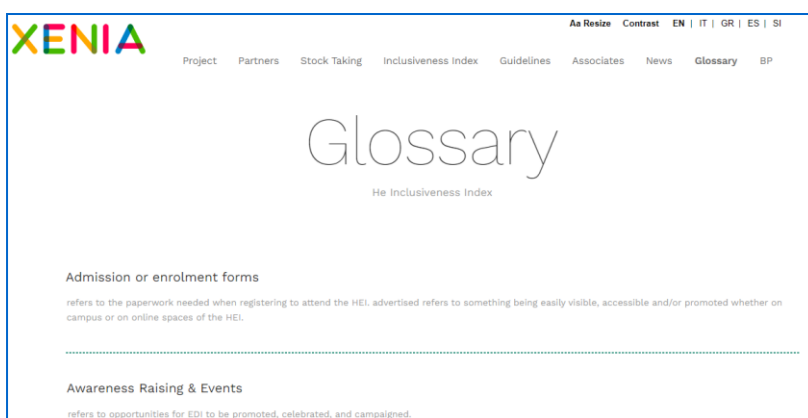 XENIA
Aa Resize Contrast EN | IT | GR | ES | SI
Project Partners Stock Taking Inclusiveness Index Guidelines Associates News Glossary BP
Glossary
He Inclusiveness Index
Admission or enrolment forms
refers to the paperwork needed when registering to attend the HEI. advertised refers to something being easily visible, accessible and/or promoted whether on
campus or on online spaces of the HEI.
Awareness Raising & Events
refers to opportunities for EDI to be promoted, celebrated, and campaigned.